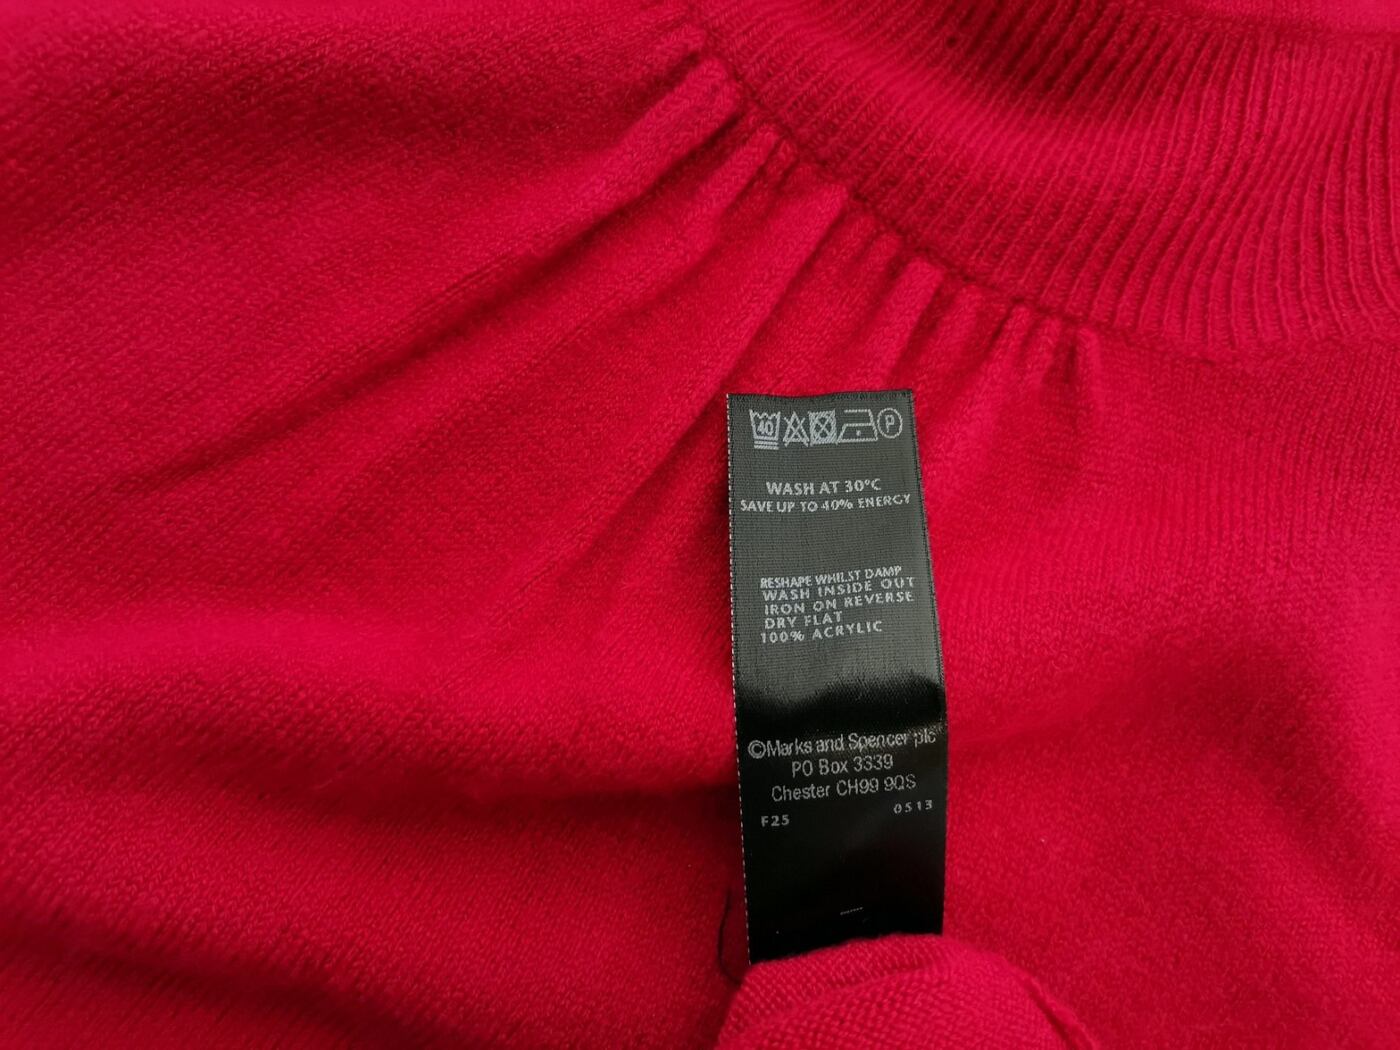 40 P
WASH AT 30°C
SAVE UP TO 40% ENERGY
RESHAPE WHILST DAMP
WASH INSIDE OUT
IRON ON REVERSE
DRY FLAT
100% ACRYLIC
©Marks and Spencer plc
PO Box 3339
Chester CH99 9QS
F25 0513